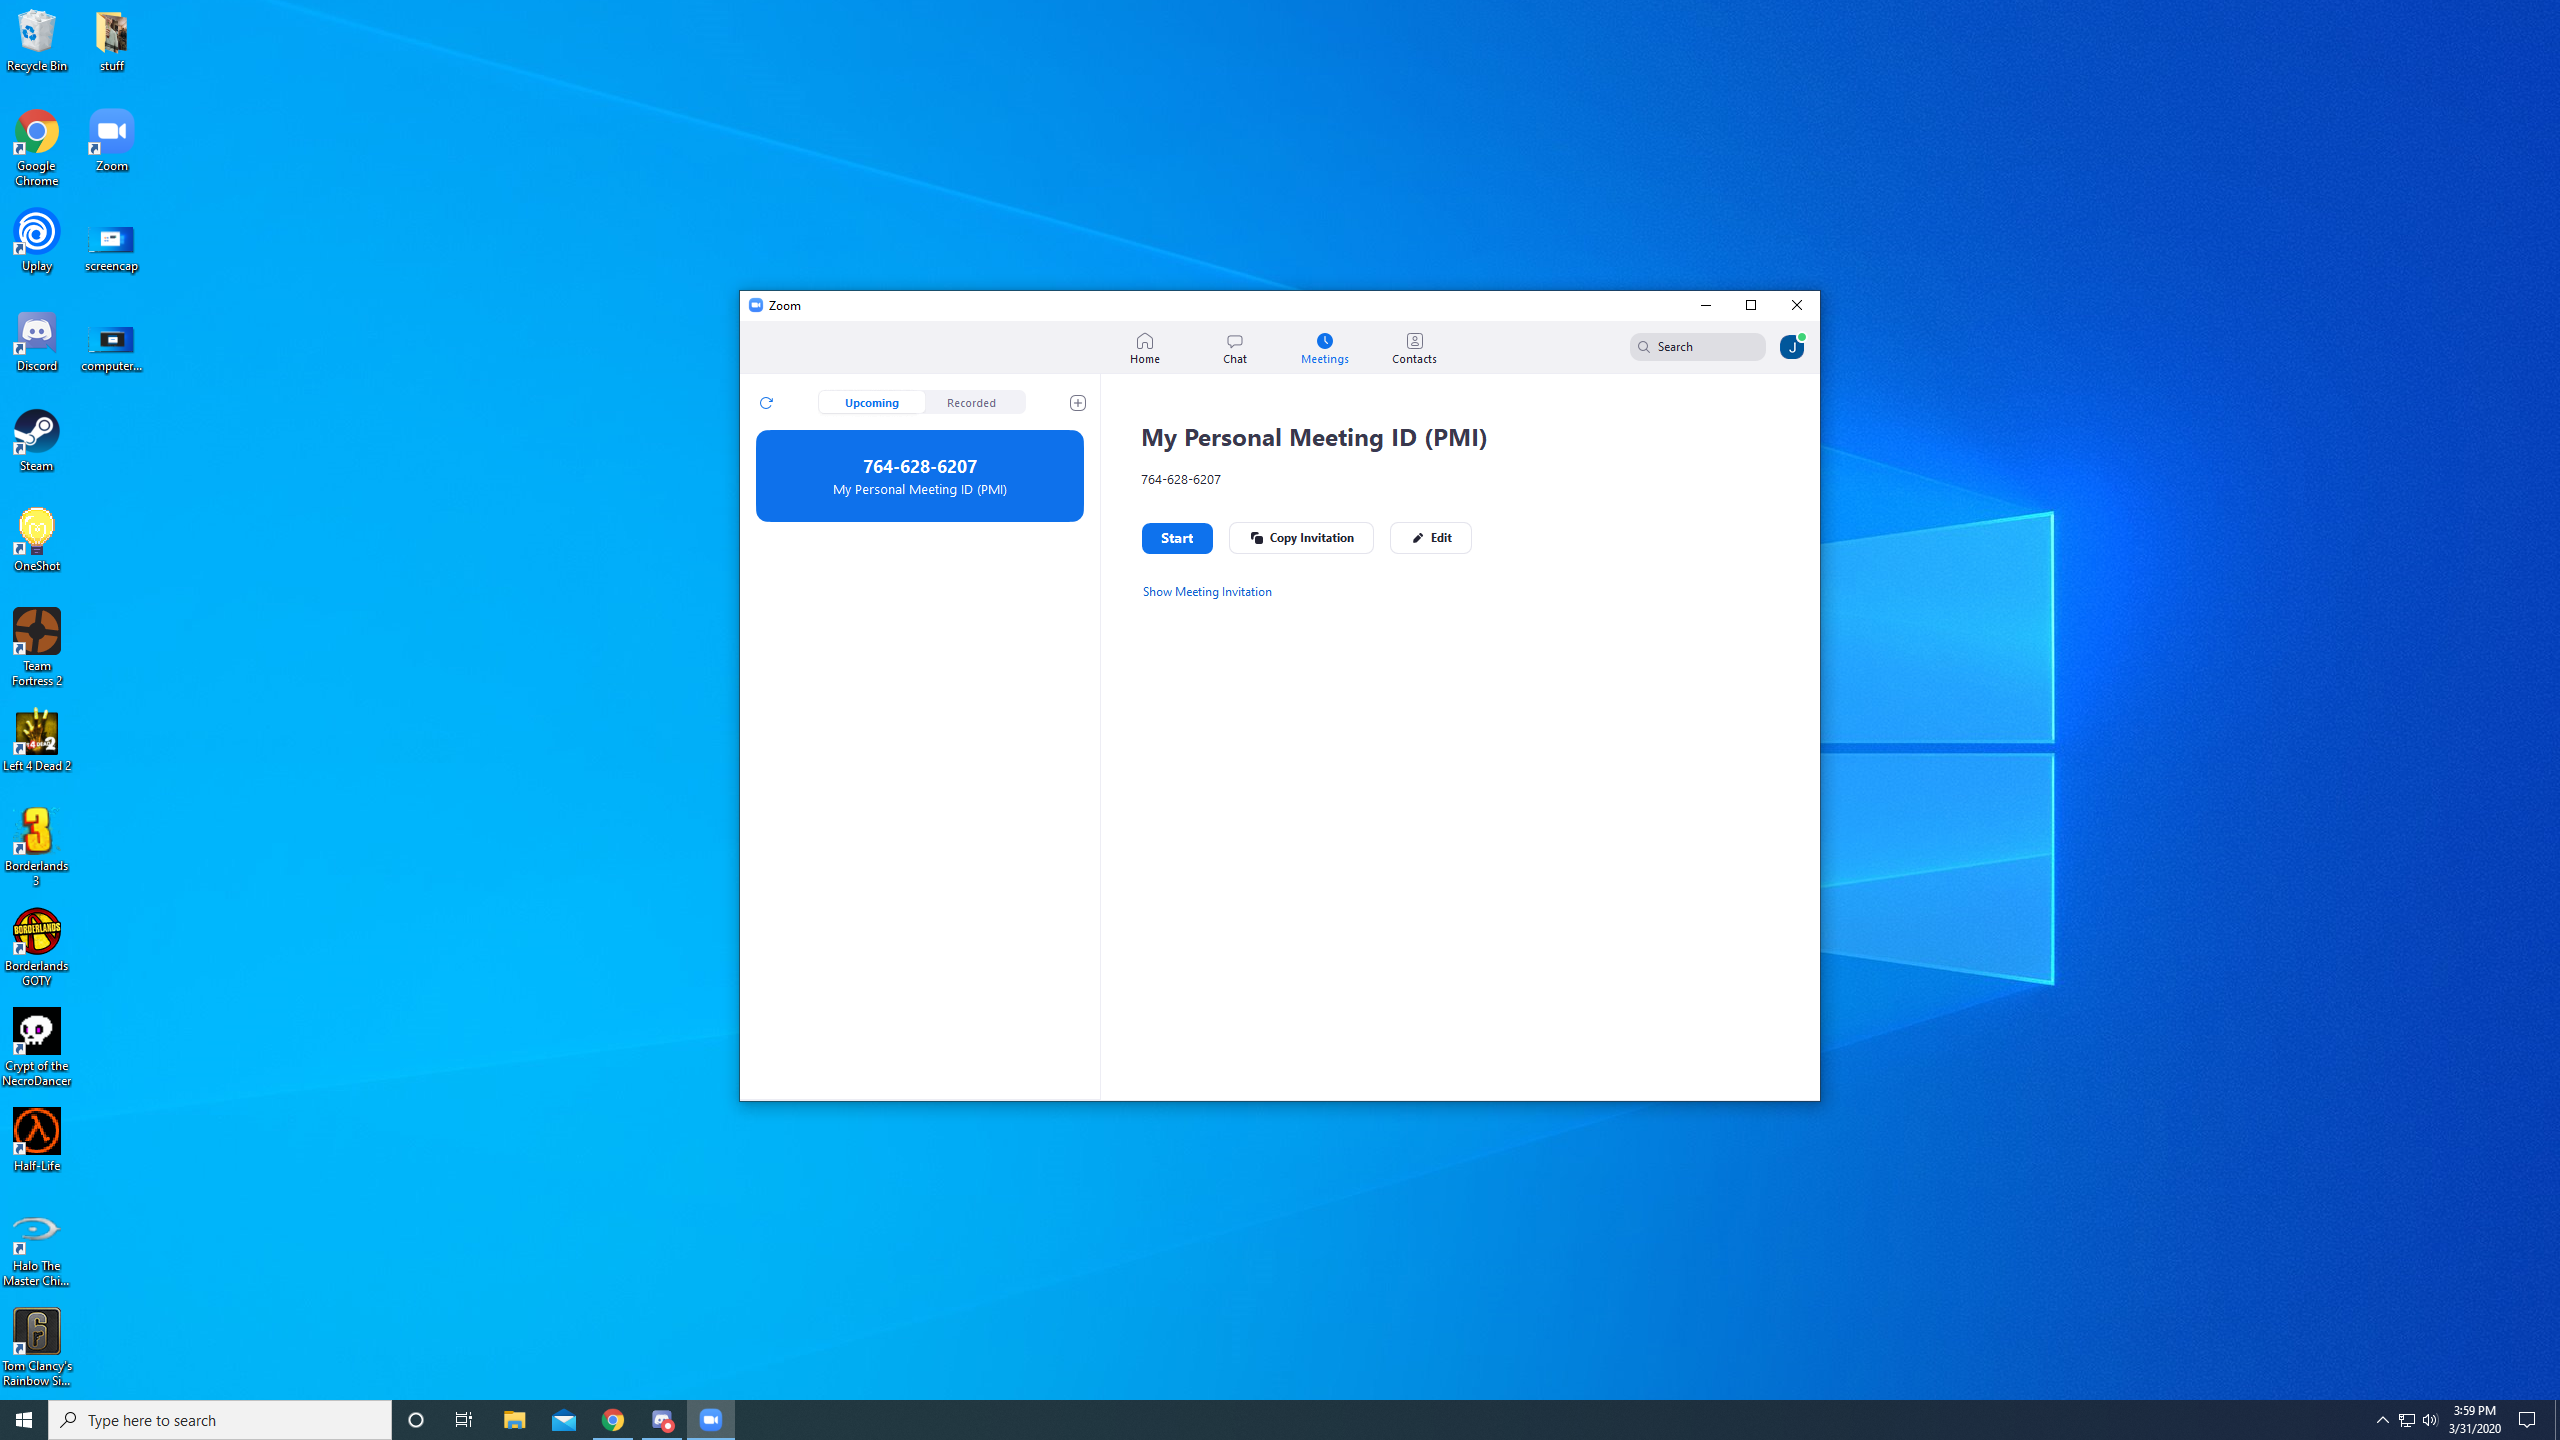 Recycle Bin
stuff
Google
Chrome
Zoom
Uplay
screencap
Discord
computer...
Steam
OneShot
Team
Fortress 2
Left 4 Dead 2
Borderlands
3
Borderlands
GOTY
Crypt of the
NecroDancer
Half-Life
Halo The
Master Chi...
Tom Clancy's
Rainbow Si...
Zoom
Home
Chat
Meetings
Contacts
Search
J
Upcoming
Recorded
764-628-6207
My Personal Meeting ID (PMI)
My Personal Meeting ID (PMI)
764-628-6207
Start
Copy Invitation
Edit
Show Meeting Invitation
Type here to search
3:59 PM
3/31/2020